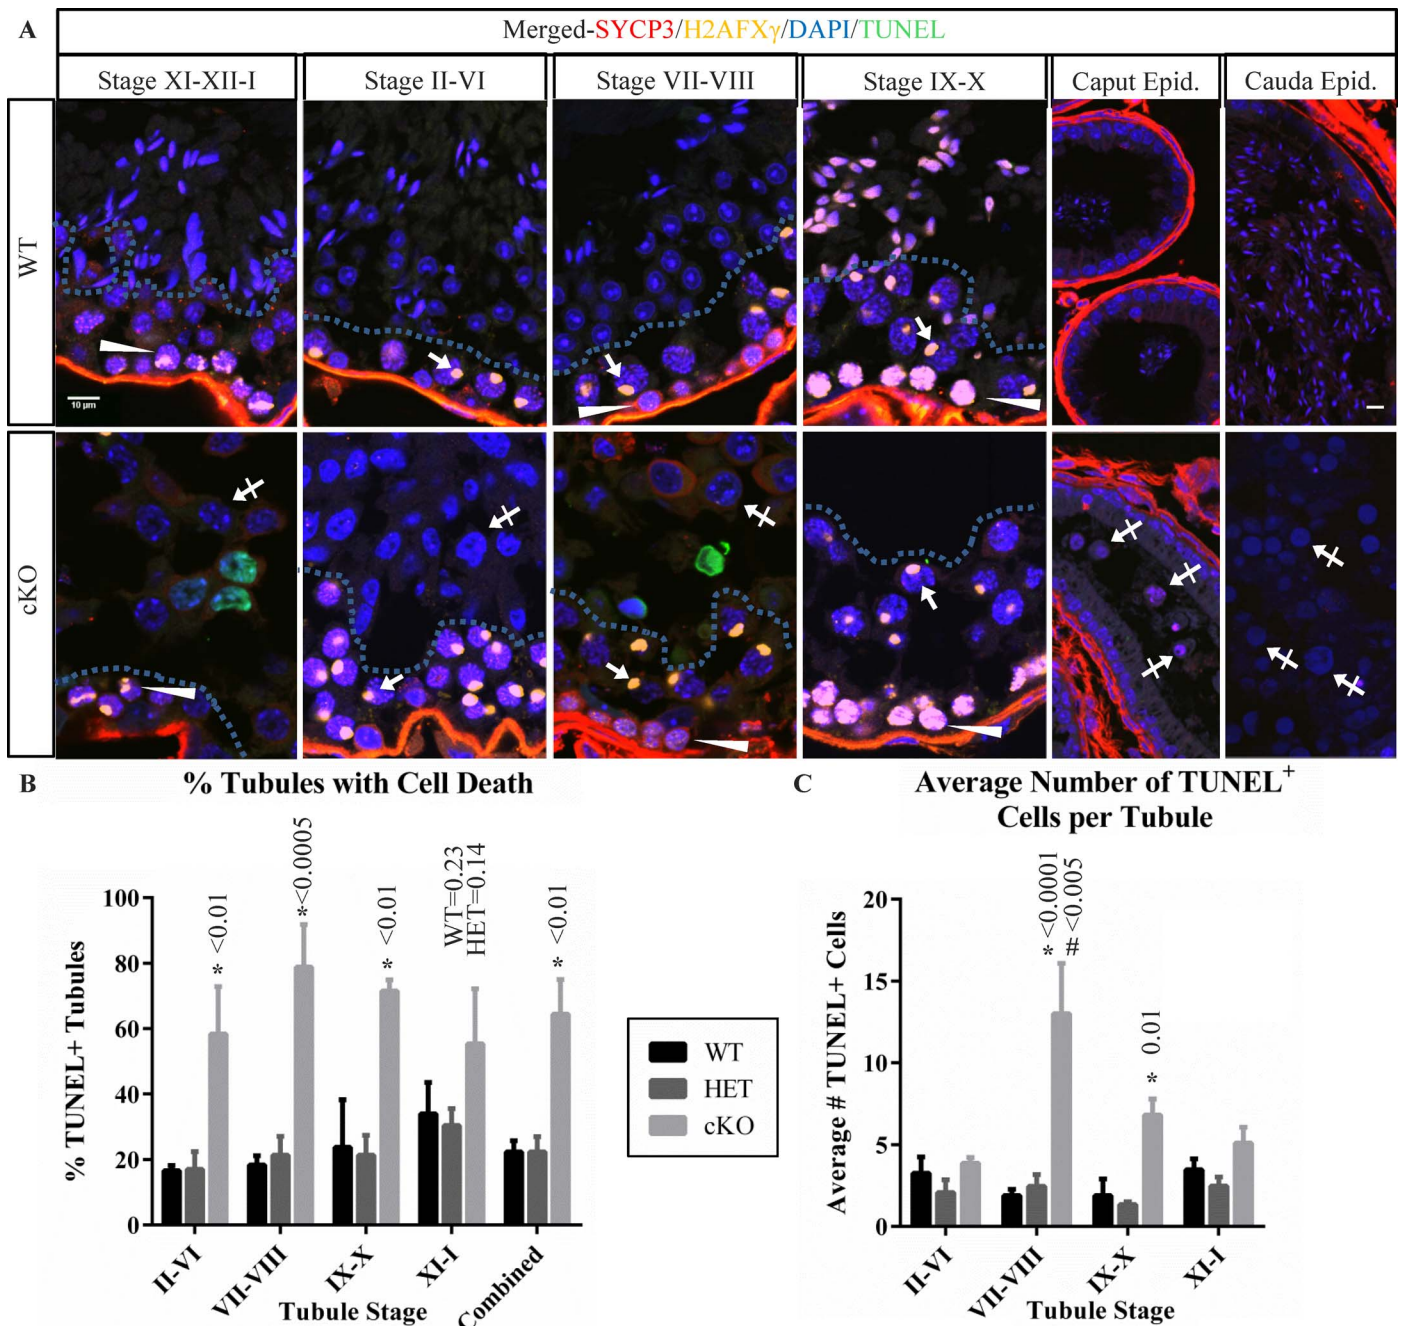 A
Merged-SYCP3/H2AFXγ/DAPI/TUNEL
Stage XI-XII-I
Stage II-VI
Stage VII-VIII
Stage IX-X
Caput Epid.
Cauda Epid.
WT
10 μm
cKO
B
% Tubules with Cell Death
% TUNEL+ Tubules
100
80
60
40
20
0
* <0.01
*<0.0005
* <0.01
WT=0.23
HET=0.14
* <0.01
II-VI
VII-VIII
IX-X
XI-I
Combined
Tubule Stage
WT
HET
cKO
C
Average Number of TUNEL+
Cells per Tubule
Average # TUNEL+ Cells
20
15
10
5
0
* <0.0001
# <0.005
* 0.01
II-VI
VII-VIII
IX-X
XI-I
Tubule Stage